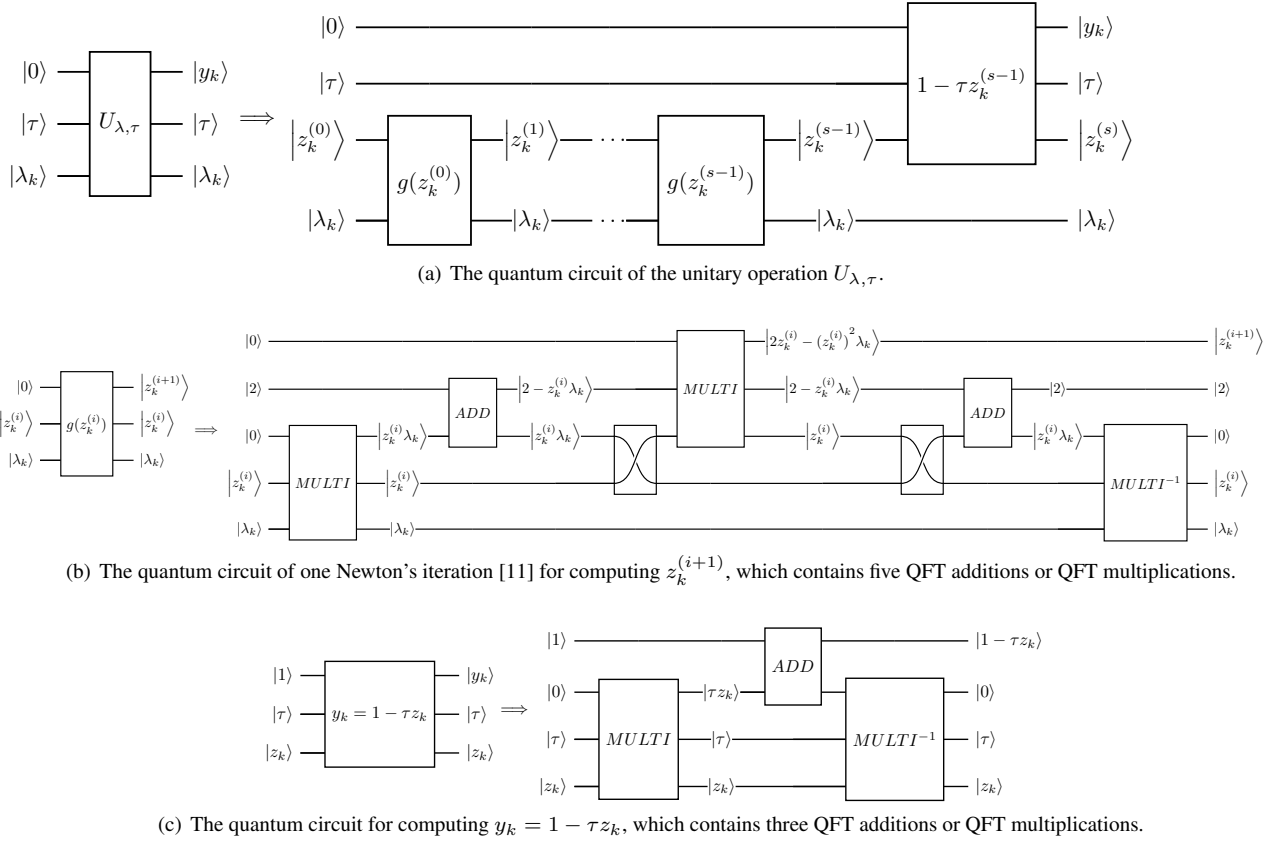 |0⟩ |y_k⟩
|τ⟩ U_{λ,τ} |τ⟩
|λ_k⟩ |λ_k⟩
⟹
|0⟩ |y_k⟩
|τ⟩ 1 − τz_k^{(s−1)} |τ⟩
|z_k^{(0)}⟩ |z_k^{(1)}⟩ ··· |z_k^{(s−1)}⟩ |z_k^{(s)}⟩
g(z_k^{(0)}) g(z_k^{(s−1)})
|λ_k⟩ |λ_k⟩ ··· |λ_k⟩ |λ_k⟩
(a) The quantum circuit of the unitary operation U_{λ,τ}.
|0⟩ |z_k^{(i+1)}⟩
|z_k^{(i)}⟩ g(z_k^{(i)}) |z_k^{(i)}⟩
|λ_k⟩ |λ_k⟩
⟹
|0⟩ |2z_k^{(i)} − (z_k^{(i)})^2 λ_k⟩ |z_k^{(i+1)}⟩
|2⟩ |2 − z_k^{(i)}λ_k⟩ MULTI |2 − z_k^{(i)}λ_k⟩ |2⟩ |2⟩
ADD ADD
|0⟩ |z_k^{(i)}λ_k⟩ |z_k^{(i)}λ_k⟩ |z_k^{(i)}⟩ |z_k^{(i)}λ_k⟩ |0⟩
|z_k^{(i)}⟩ MULTI |z_k^{(i)}⟩ MULTI^{−1} |z_k^{(i)}⟩
|λ_k⟩ |λ_k⟩ |λ_k⟩
(b) The quantum circuit of one Newton's iteration [11] for computing z_k^{(i+1)}, which contains five QFT additions or QFT multiplications.
|1⟩ |y_k⟩
|τ⟩ y_k = 1 − τz_k |τ⟩
|z_k⟩ |z_k⟩
⟹
|1⟩ |1 − τz_k⟩
ADD
|0⟩ |τz_k⟩ |0⟩
|τ⟩ MULTI |τ⟩ MULTI^{−1} |τ⟩
|z_k⟩ |z_k⟩ |z_k⟩
(c) The quantum circuit for computing y_k = 1 − τz_k, which contains three QFT additions or QFT multiplications.